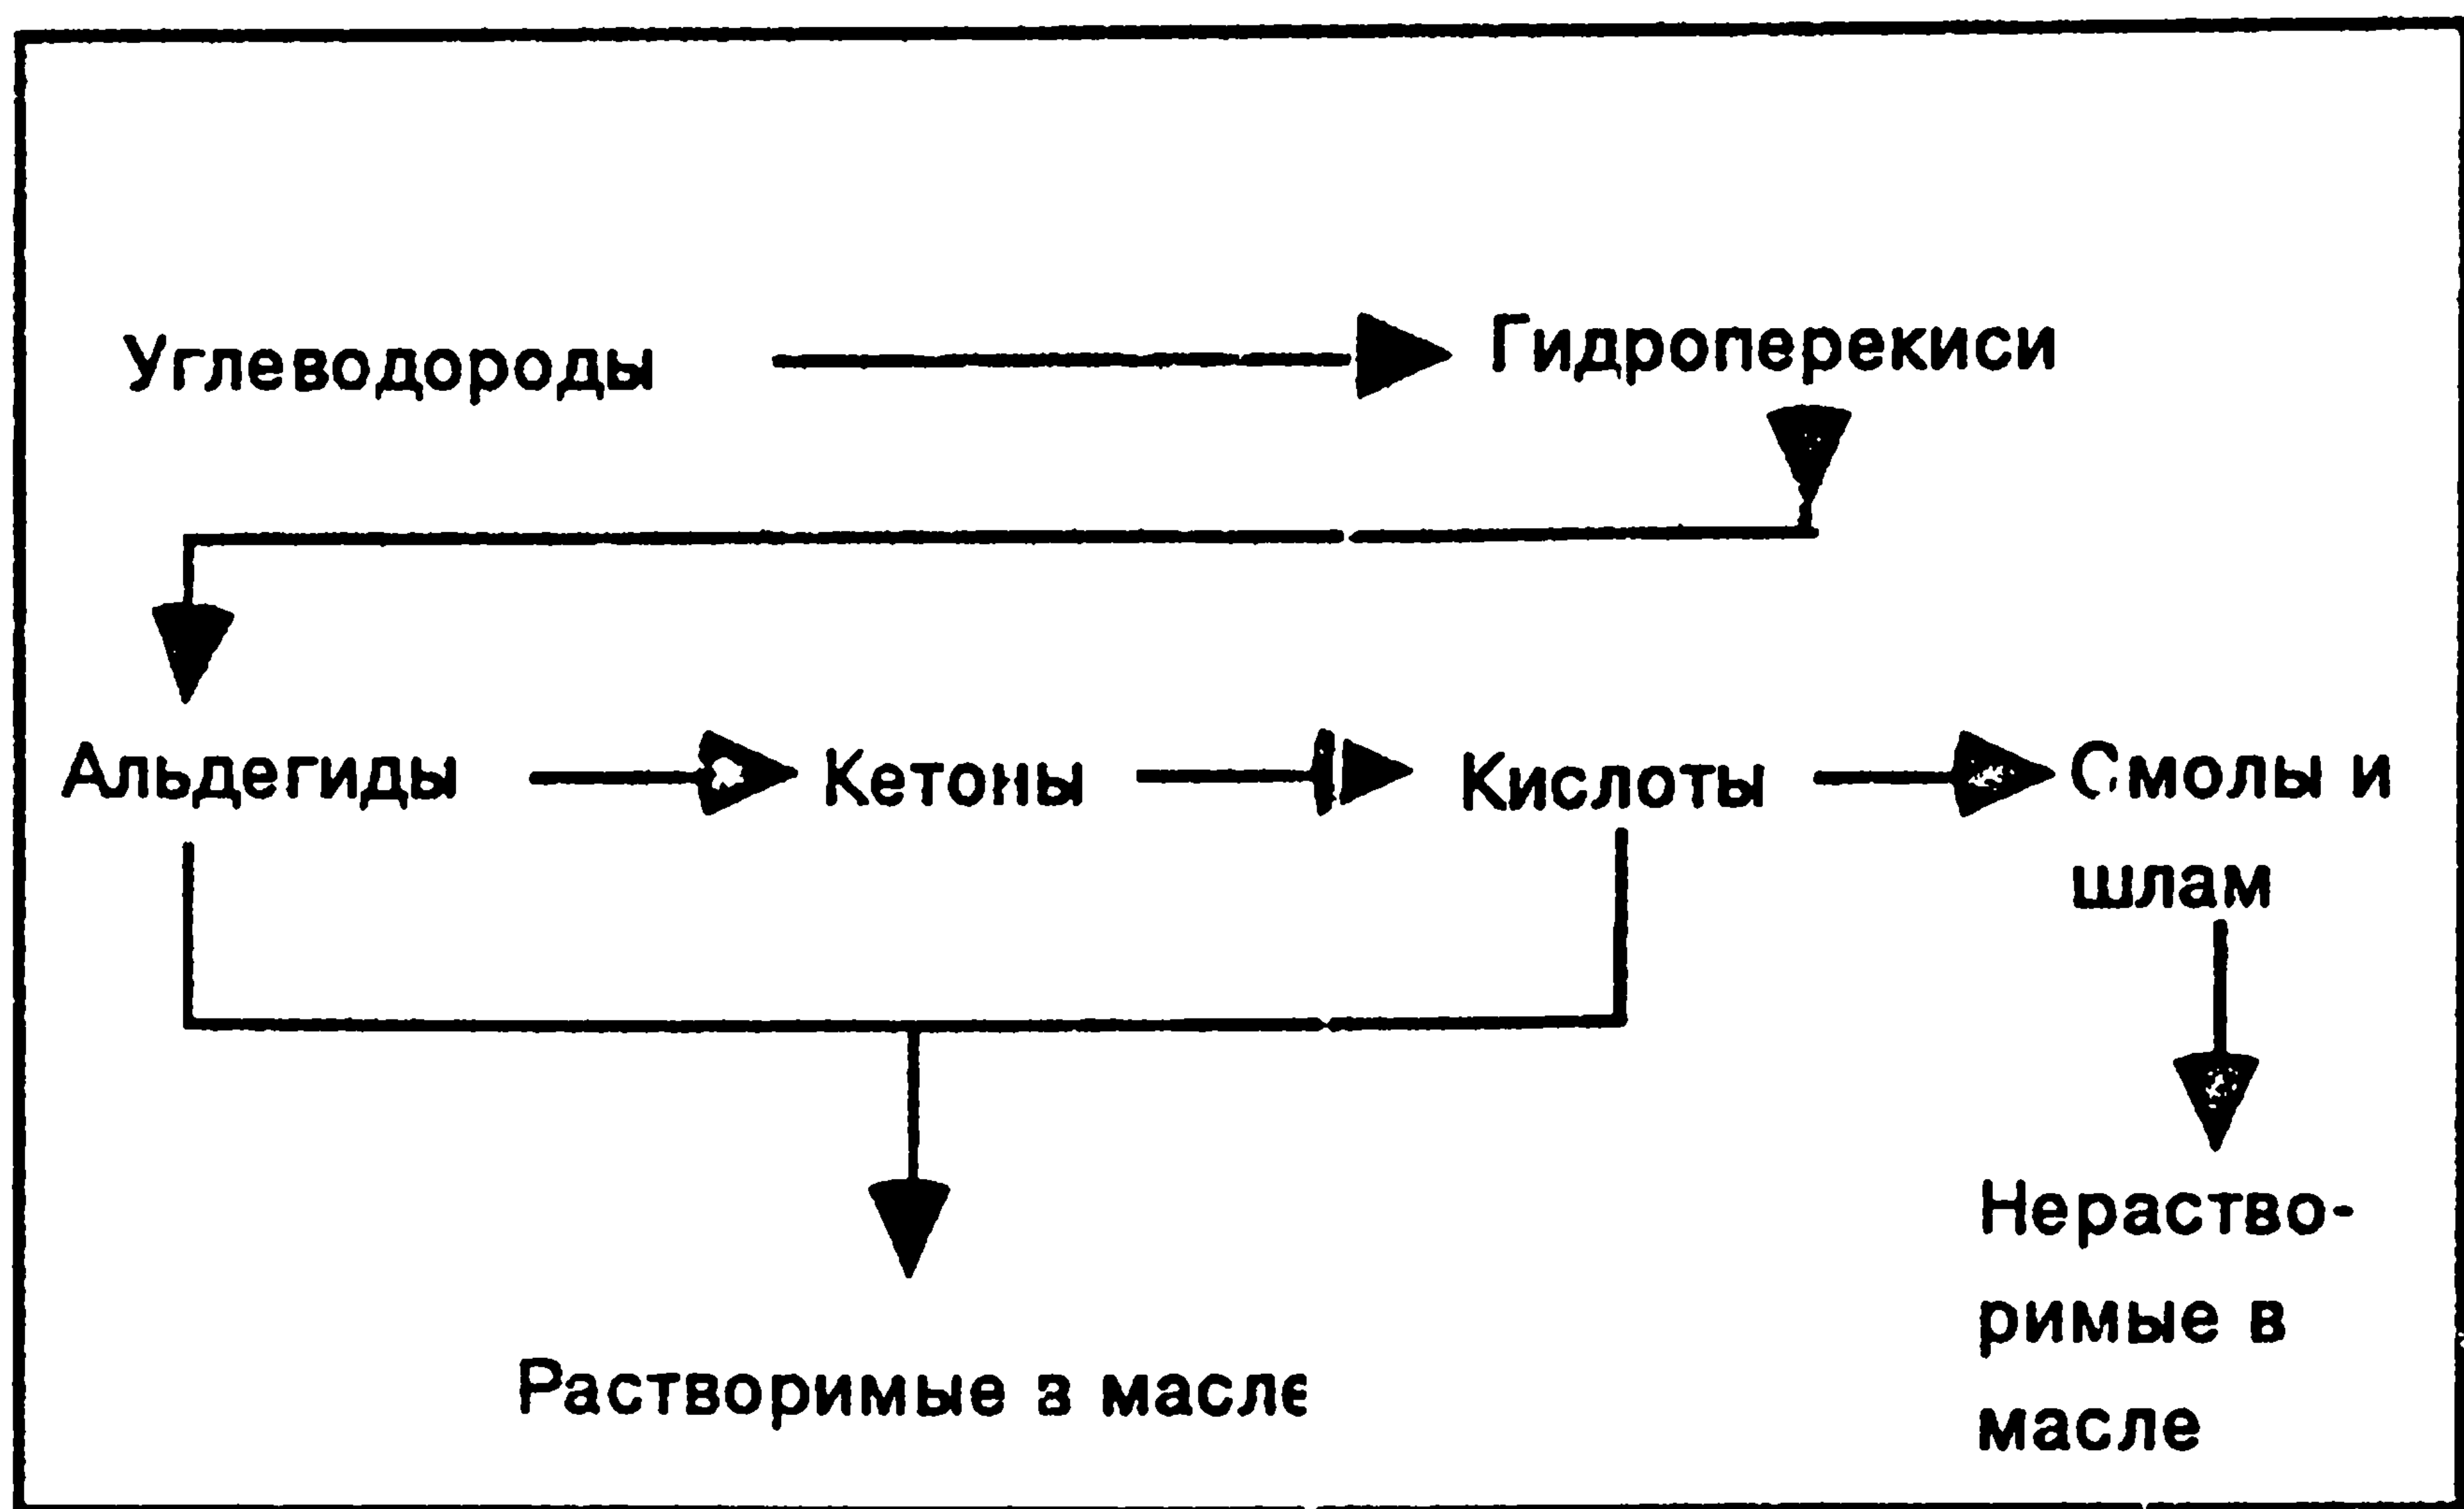 Углеводороды Гидроперекиси
Альдегиды Кетоны Кислоты Смолы и
шлам
Нераство-
римые в
масле
Растворимые в масле